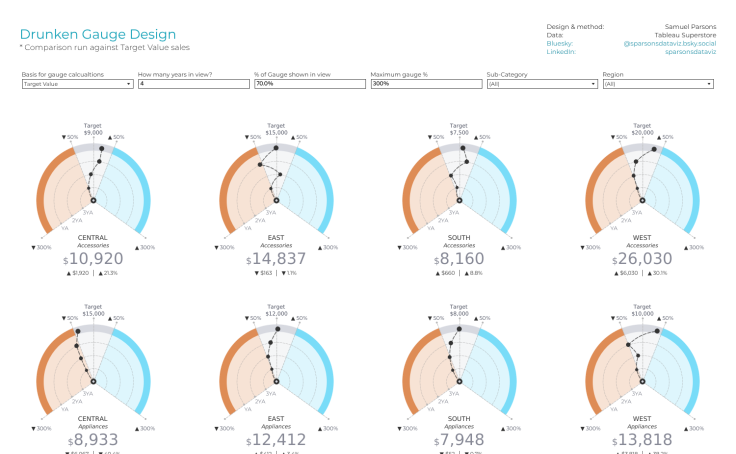 Drunken Gauge Design
* Comparison run against Target Value sales
Design & method: Samuel Parsons
Data: Tableau Superstore
Bluesky: @sparsonsdataviz.bsky.social
LinkedIn: sparsonsdataviz
Basis for gauge calcualtions How many years in view? % of Gauge shown in view Maximum gauge % Sub-Category Region
Target Value 4 70.0% 300% (All) (All)
Target Target Target Target
$9,000 $15,000 $7,500 $20,000
▼50% ▲50% ▼50% ▲50% ▼50% ▲50% ▼50% ▲50%
3YA 3YA 3YA 3YA
2YA 2YA 2YA 2YA
YA YA YA YA
CENTRAL EAST SOUTH WEST
▼300% Accessories ▲300% ▼300% Accessories ▲300% ▼300% Accessories ▲300% ▼300% Accessories ▲300%
$10,920 $14,837 $8,160 $26,030
▲ $1,920 | ▲ 21.3% ▼ $163 | ▼ 1.1% ▲ $660 | ▲ 8.8% ▲ $6,030 | ▲ 30.1%
Target Target Target Target
$15,000 $12,000 $8,000 $10,000
▼50% ▲50% ▼50% ▲50% ▼50% ▲50% ▼50% ▲50%
3YA 3YA 3YA 3YA
2YA 2YA 2YA 2YA
YA YA YA YA
CENTRAL EAST SOUTH WEST
▼300% Appliances ▲300% ▼300% Appliances ▲300% ▼300% Appliances ▲300% ▼300% Appliances ▲300%
$8,933 $12,412 $7,948 $13,818